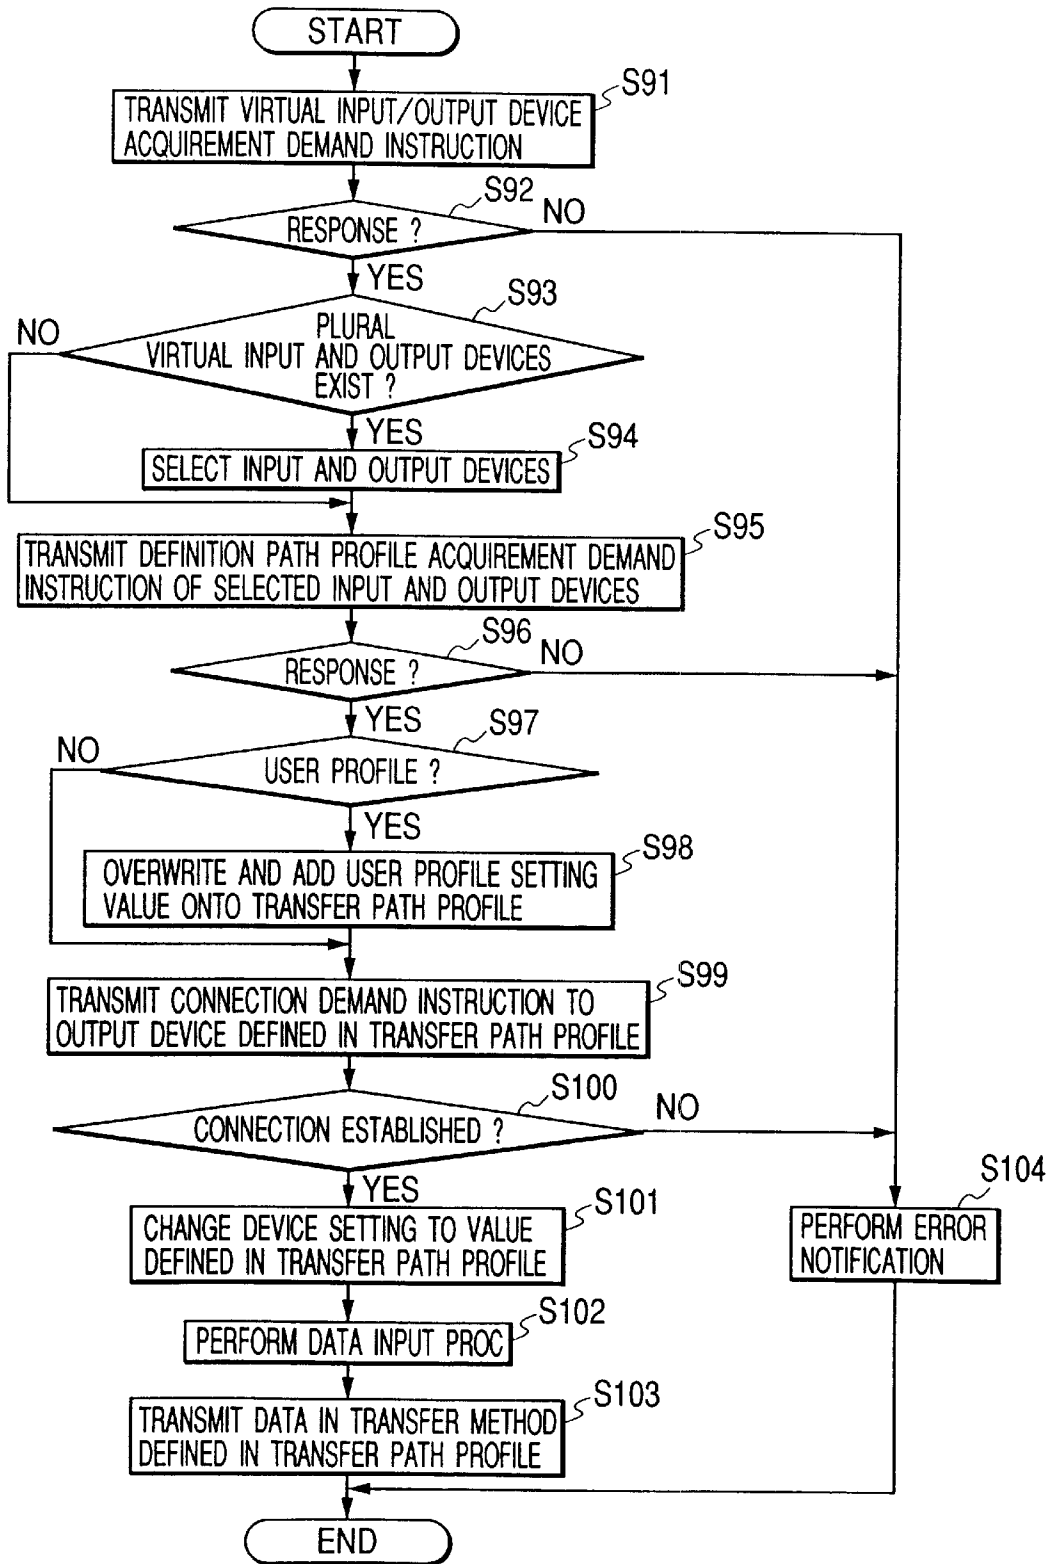 START
S91
TRANSMIT VIRTUAL INPUT/OUTPUT DEVICE
ACQUIREMENT DEMAND INSTRUCTION
S92
RESPONSE ?
NO
YES
S93
NO
PLURAL
VIRTUAL INPUT AND OUTPUT DEVICES
EXIST ?
YES
S94
SELECT INPUT AND OUTPUT DEVICES
S95
TRANSMIT DEFINITION PATH PROFILE ACQUIREMENT DEMAND
INSTRUCTION OF SELECTED INPUT AND OUTPUT DEVICES
S96
RESPONSE ?
NO
YES
S97
NO
USER PROFILE ?
YES
S98
OVERWRITE AND ADD USER PROFILE SETTING
VALUE ONTO TRANSFER PATH PROFILE
S99
TRANSMIT CONNECTION DEMAND INSTRUCTION TO
OUTPUT DEVICE DEFINED IN TRANSFER PATH PROFILE
S100
CONNECTION ESTABLISHED ?
NO
YES
S101
CHANGE DEVICE SETTING TO VALUE
DEFINED IN TRANSFER PATH PROFILE
S104
PERFORM ERROR
NOTIFICATION
S102
PERFORM DATA INPUT PROC
S103
TRANSMIT DATA IN TRANSFER METHOD
DEFINED IN TRANSFER PATH PROFILE
END